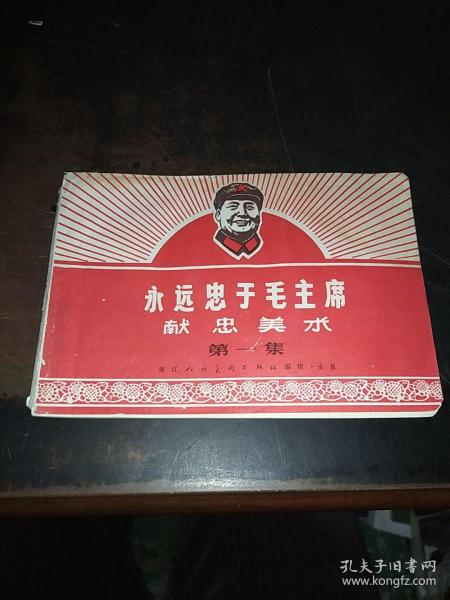 永远忠于毛主席
献忠美术
第一集
浙江人民美术出版社编辑·出版
孔夫子旧书网
www.kongfz.com